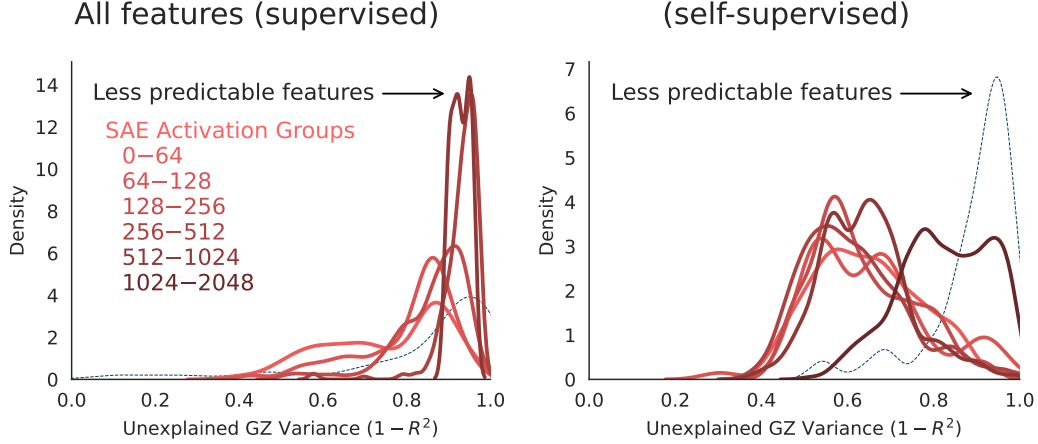 All features (supervised)
Less predictable features
SAE Activation Groups
0−64
64−128
128−256
256−512
512−1024
1024−2048
Density
14
12
10
8
6
4
2
0
0.0 0.2 0.4 0.6 0.8 1.0
Unexplained GZ Variance (1 − R²)
(self-supervised)
Less predictable features
Density
7
6
5
4
3
2
1
0
0.0 0.2 0.4 0.6 0.8 1.0
Unexplained GZ Variance (1 − R²)